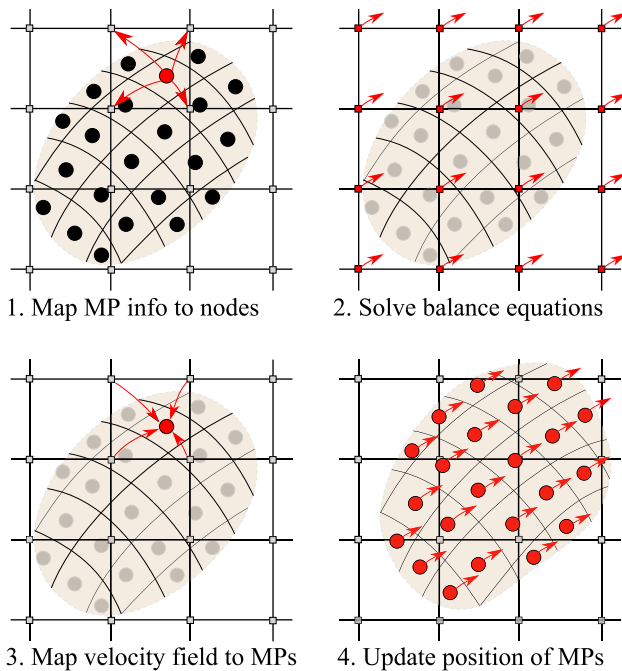 1. Map MP info to nodes
2. Solve balance equations
3. Map velocity field to MPs
4. Update position of MPs